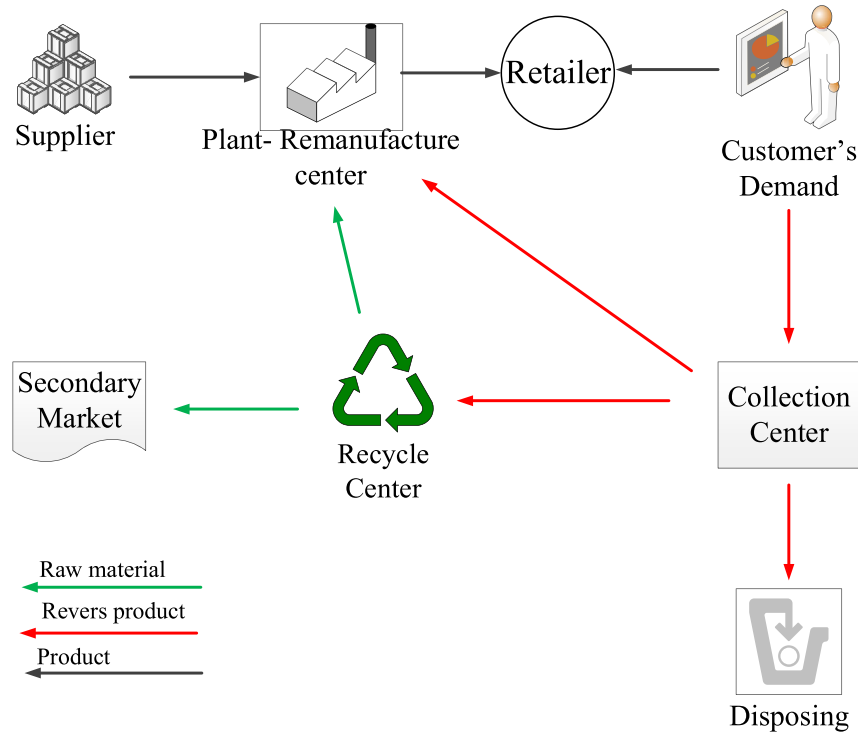 Retailer
Supplier
Plant- Remanufacture
center
Customer’s
Demand
Secondary
Market
Collection
Center
Recycle
Center
Raw material
Revers product
Product
Disposing